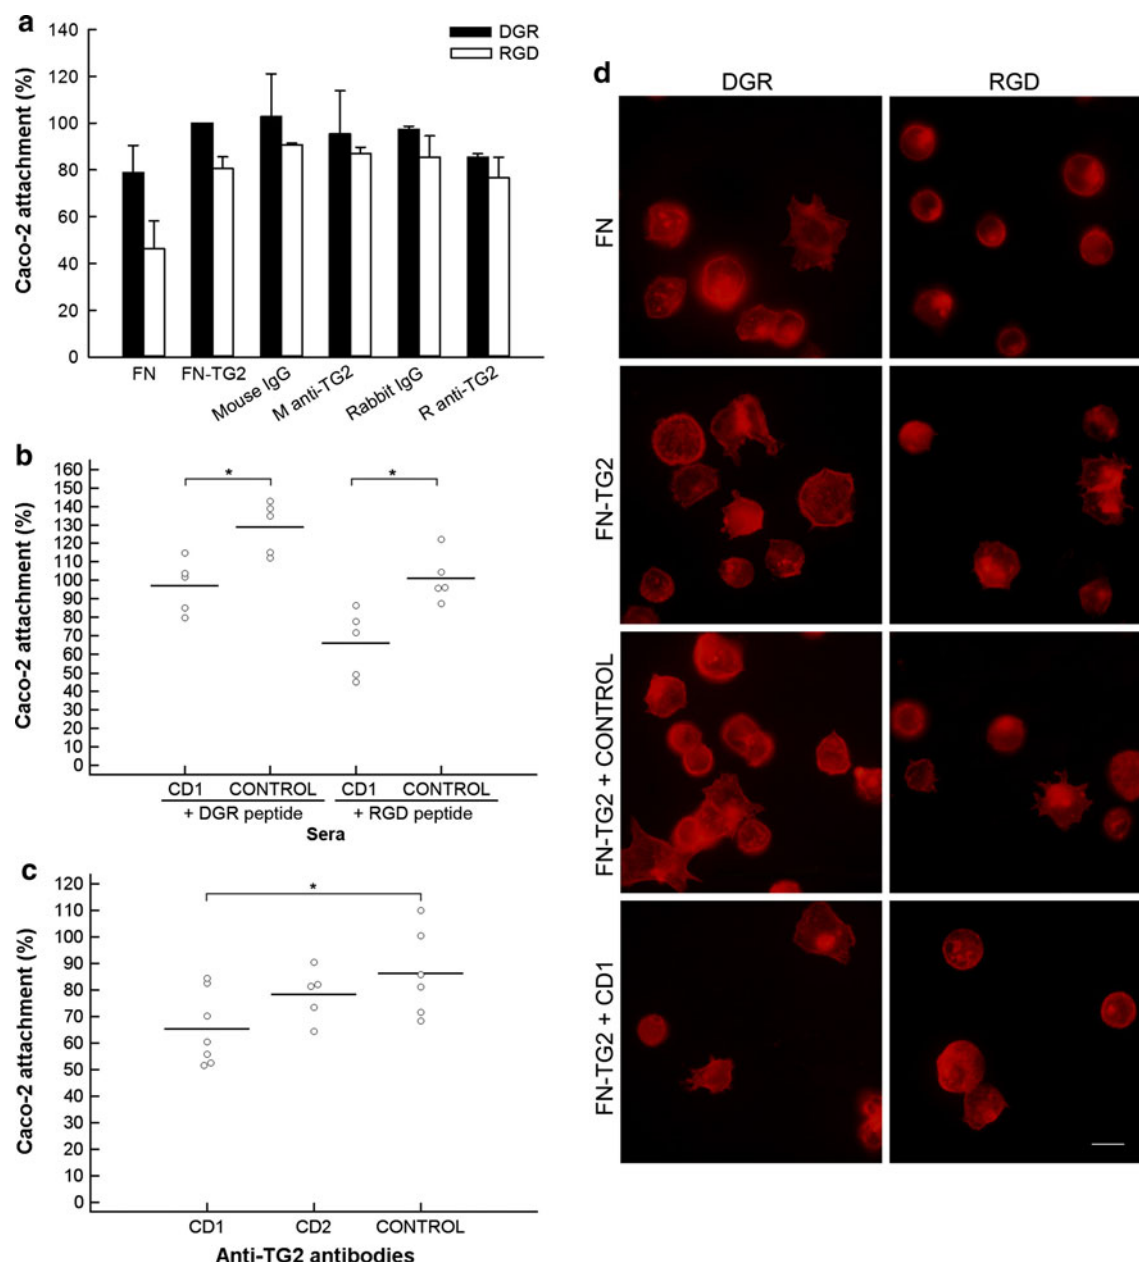 a
140
120
100
80
60
40
20
0
Caco-2 attachment (%)
DGR
RGD
FN
FN-TG2
Mouse IgG
M anti-TG2
Rabbit IgG
R anti-TG2
b
160
150
140
130
120
110
100
90
80
70
60
50
40
30
20
10
0
Caco-2 attachment (%)
*
*
CD1 CONTROL CD1 CONTROL
+ DGR peptide + RGD peptide
Sera
c
120
110
100
90
80
70
60
50
40
30
20
10
0
Caco-2 attachment (%)
*
CD1 CD2 CONTROL
Anti-TG2 antibodies
d
DGR RGD
FN
FN-TG2
FN-TG2 + CONTROL
FN-TG2 + CD1